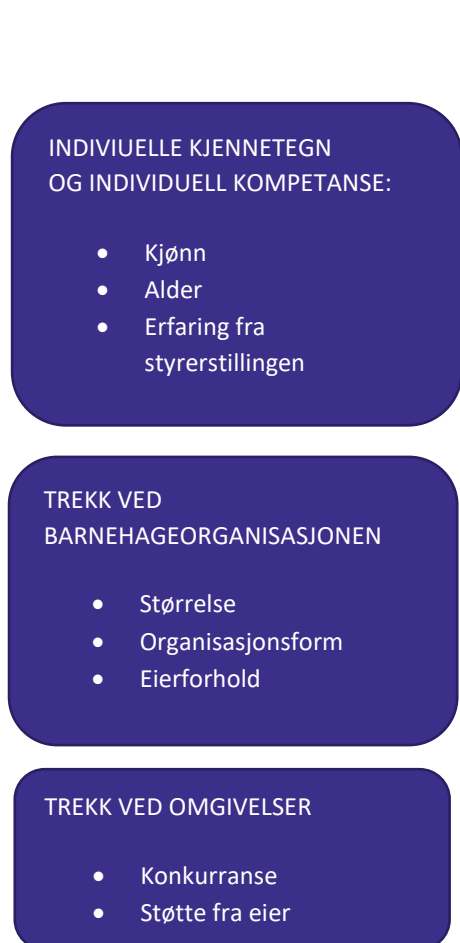 INDIVIUELLE KJENNETEGN
OG INDIVIDUELL KOMPETANSE:
• Kjønn
• Alder
• Erfaring fra
styrerstillingen
TREKK VED
BARNEHAGEORGANISASJONEN
• Størrelse
• Organisasjonsform
• Eierforhold
TREKK VED OMGIVELSER
• Konkurranse
• Støtte fra eier